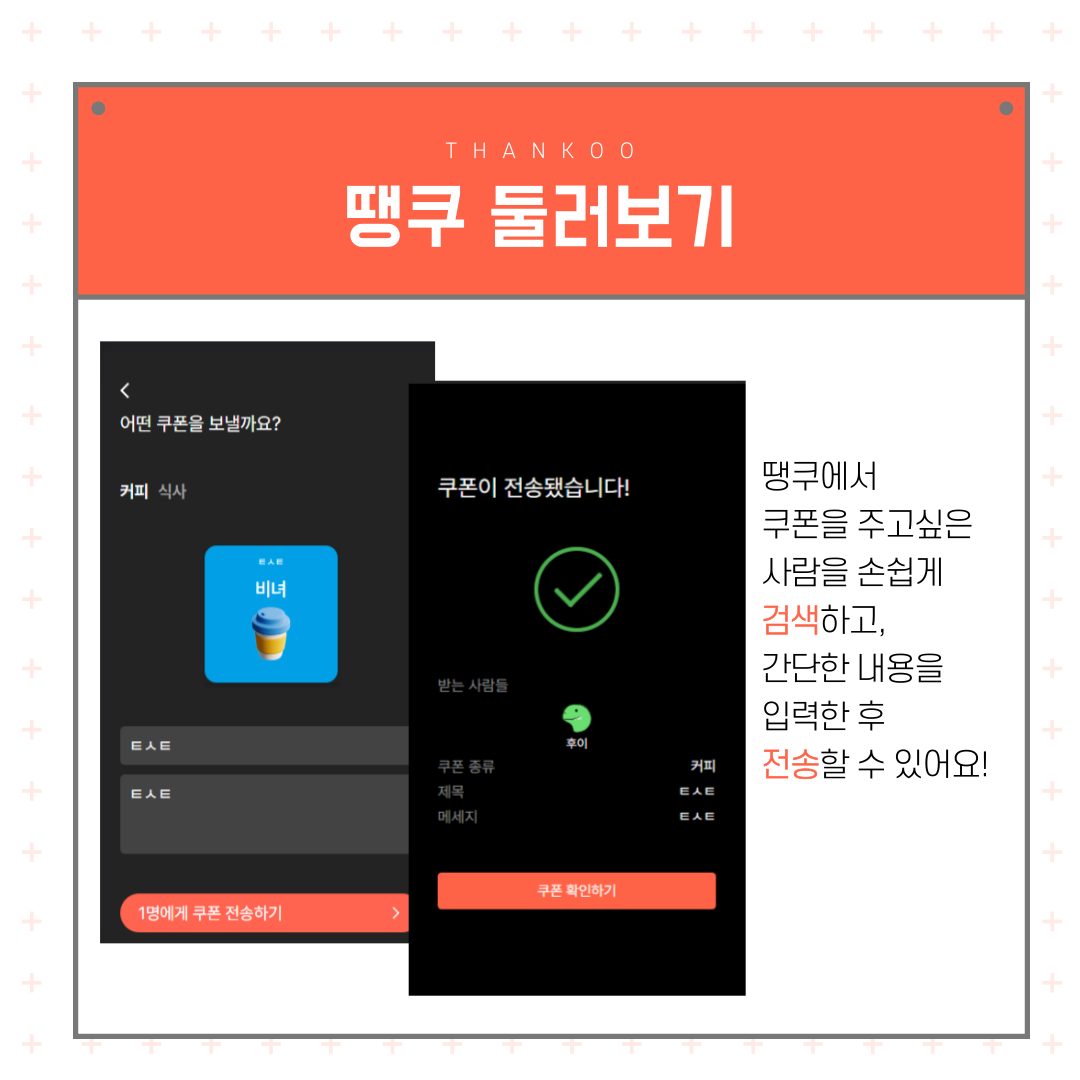 THANKOO
땡쿠 둘러보기
어떤 쿠폰을 보낼까요?
커피 식사
ㅌㅅㅌ
비녀
ㅌㅅㅌ
ㅌㅅㅌ
1명에게 쿠폰 전송하기
쿠폰이 전송됐습니다!
받는 사람들
후이
쿠폰 종류 커피
제목 ㅌㅅㅌ
메세지 ㅌㅅㅌ
쿠폰 확인하기
땡쿠에서
쿠폰을 주고싶은
사람을 손쉽게
검색하고,
간단한 내용을
입력한 후
전송할 수 있어요!